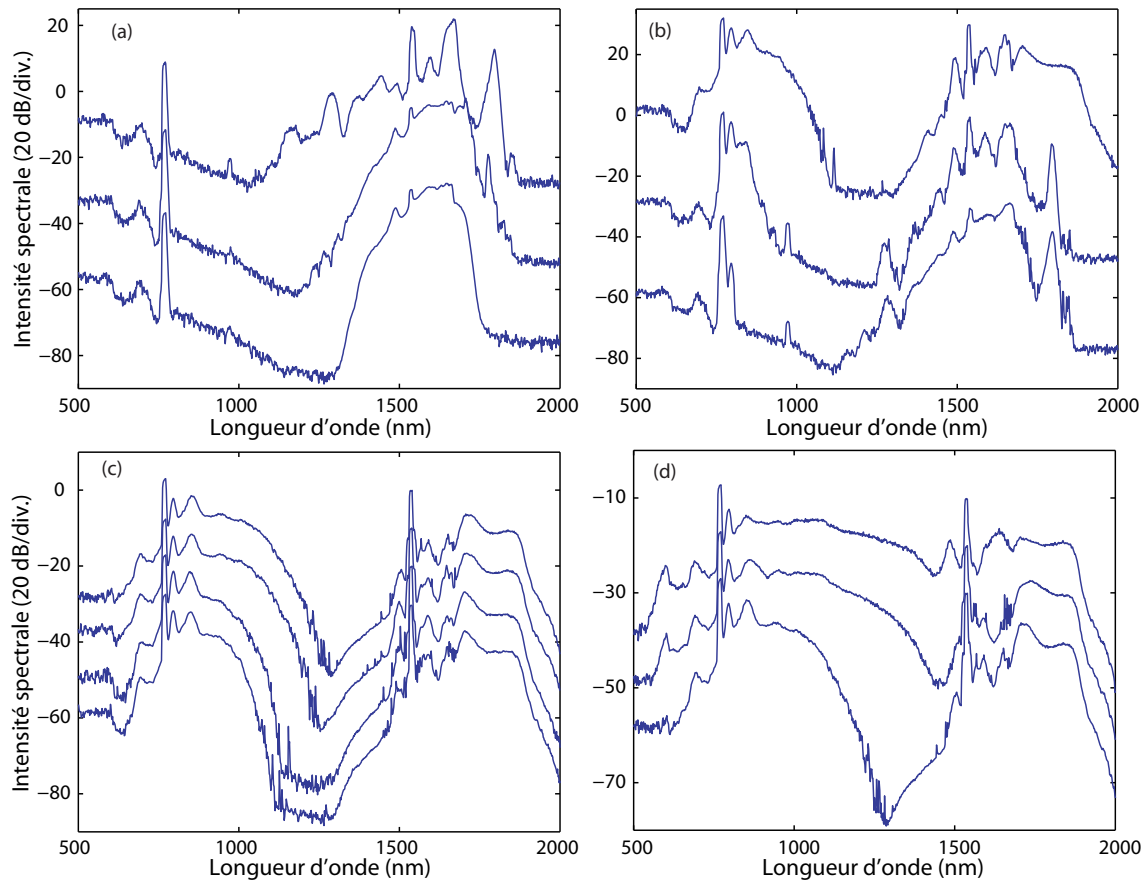 (a)
20
0
−20
−40
−60
−80
500 1000 1500 2000
Longueur d'onde (nm)
Intensité spectrale (20 dB/div.)
(b)
20
0
−20
−40
−60
−80
500 1000 1500 2000
Longueur d'onde (nm)
(c)
0
−20
−40
−60
−80
500 1000 1500 2000
Longueur d'onde (nm)
Intensité spectrale (20 dB/div.)
(d)
−10
−30
−50
−70
500 1000 1500 2000
Longueur d'onde (nm)